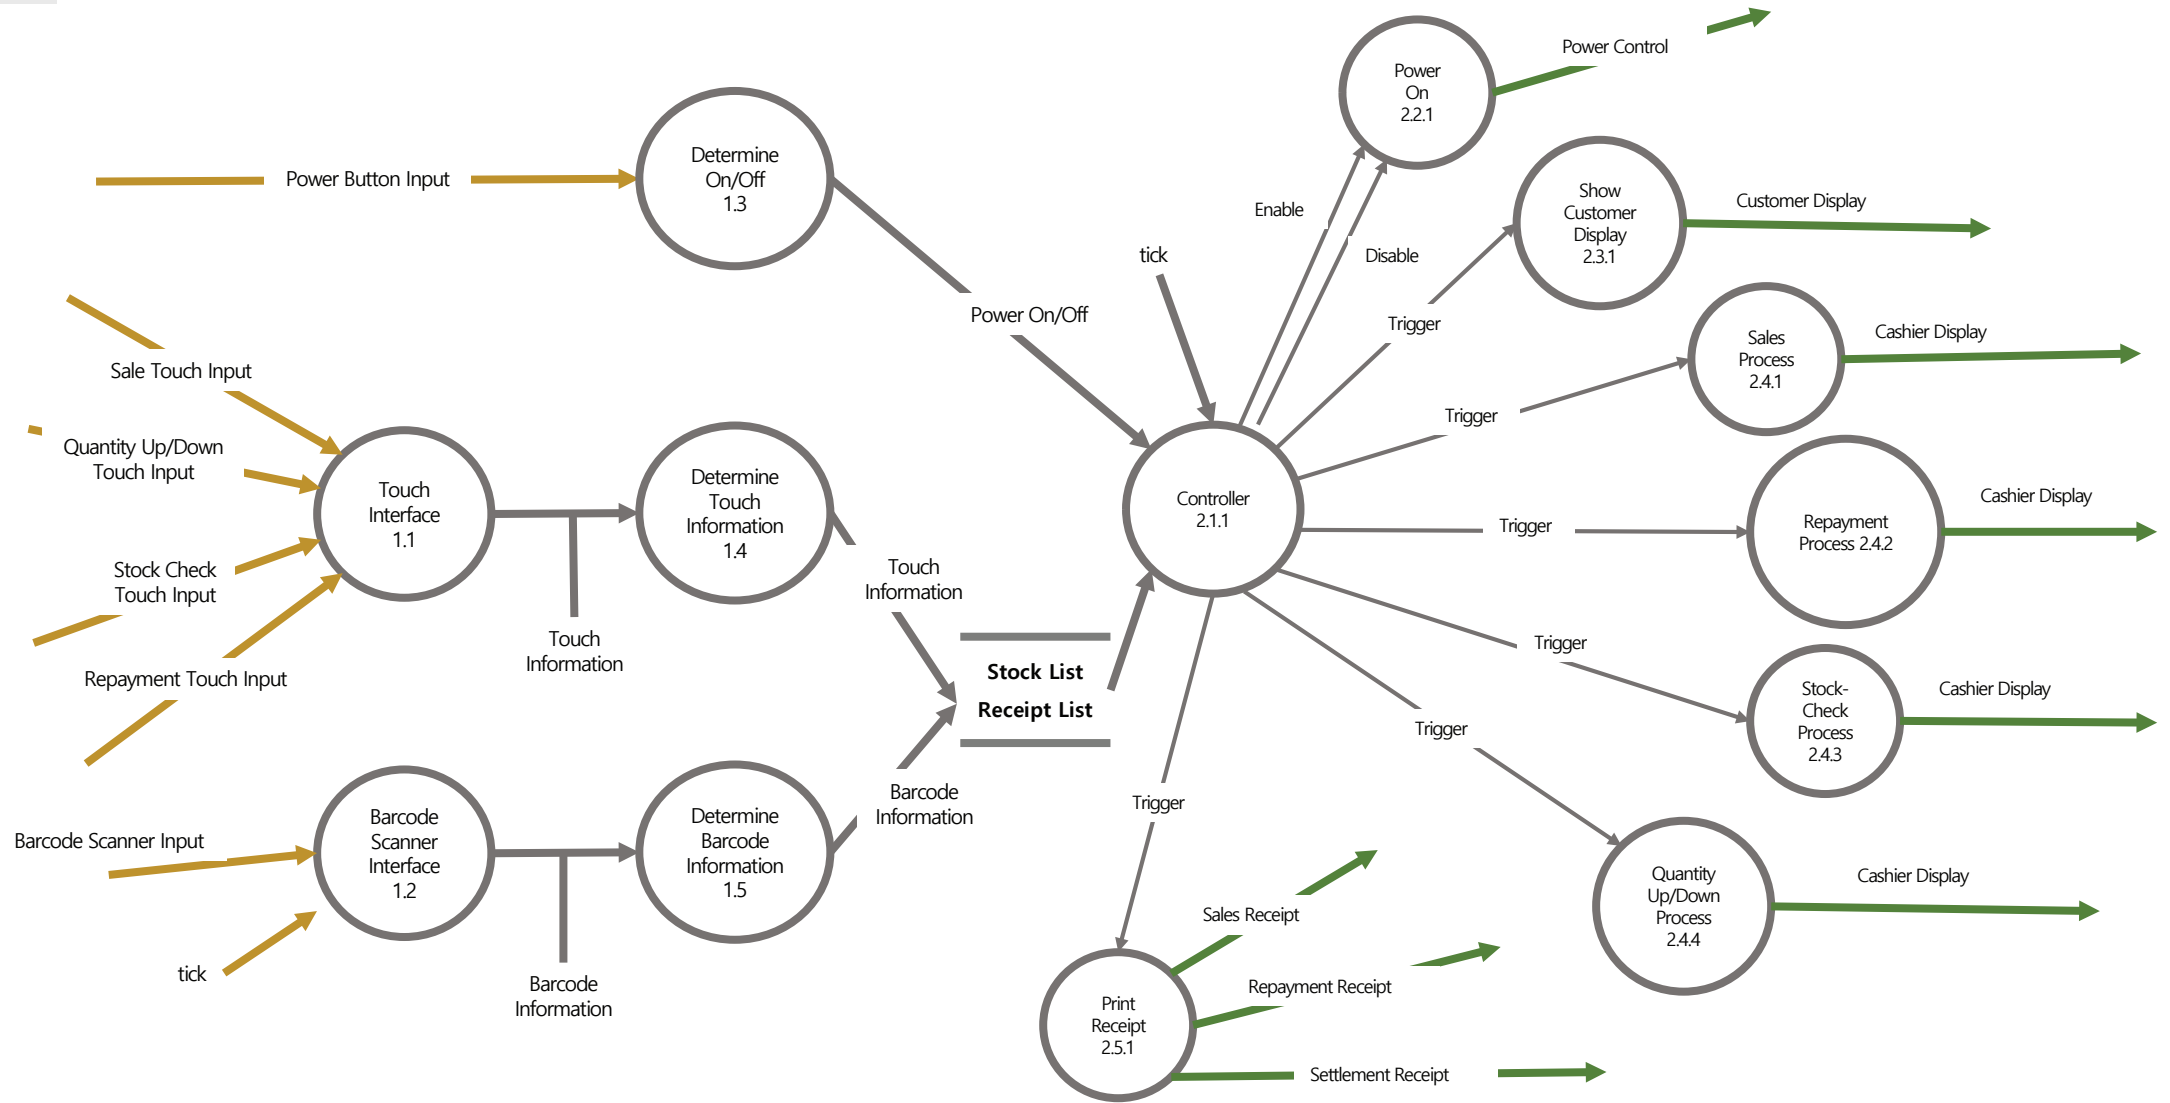 Power Control
Power
On
2.2.1
Power Button Input
Determine
On/Off
1.3
Enable
Disable
Show
Customer
Display
2.3.1
Customer Display
tick
Power On/Off
Trigger
Sales
Process
2.4.1
Cashier Display
Sale Touch Input
Quantity Up/Down
Touch Input
Stock Check
Touch Input
Repayment Touch Input
Touch
Interface
1.1
Touch
Information
Determine
Touch
Information
1.4
Touch
Information
Controller
2.1.1
Trigger
Trigger
Repayment
Process 2.4.2
Cashier Display
Stock List
Receipt List
Trigger
Stock-
Check
Process
2.4.3
Cashier Display
Trigger
Trigger
Barcode Scanner Input
tick
Barcode
Scanner
Interface
1.2
Barcode
Information
Determine
Barcode
Information
1.5
Barcode
Information
Quantity
Up/Down
Process
2.4.4
Cashier Display
Print
Receipt
2.5.1
Sales Receipt
Repayment Receipt
Settlement Receipt